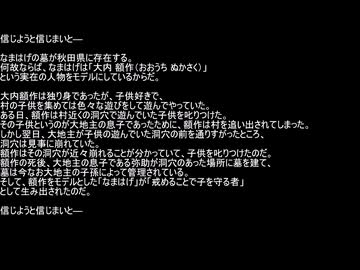 信じようと信じまいと―
なまはげの墓が秋田県に存在する。
何故ならば、なまはげは「大内 額作（おおうち ぬかさく）」
という実在の人物をモデルにしているからだ。
大内額作は独り身であったが、子供好きで、
村の子供を集めては色々な遊びをして遊んでやっていた。
ある日、額作は村近くの洞穴で遊んでいた子供を叱りつけた。
その子供というのが大地主の息子であったために、額作は村を追い出されてしまった。
しかし翌日、大地主が子供の遊んでいた洞穴の前を通りすがったところ、
洞穴は見事に崩れていた。
額作はその洞穴が近々崩れることが分かっていて、子供を叱りつけたのだ。
額作の死後、大地主の息子である弥助が洞穴のあった場所に墓を建て、
墓は今なお大地主の子孫によって管理されている。
そして、額作をモデルとした「なまはげ」が「戒めることで子を守る者」
として生み出されたのだ。
信じようと信じまいと―